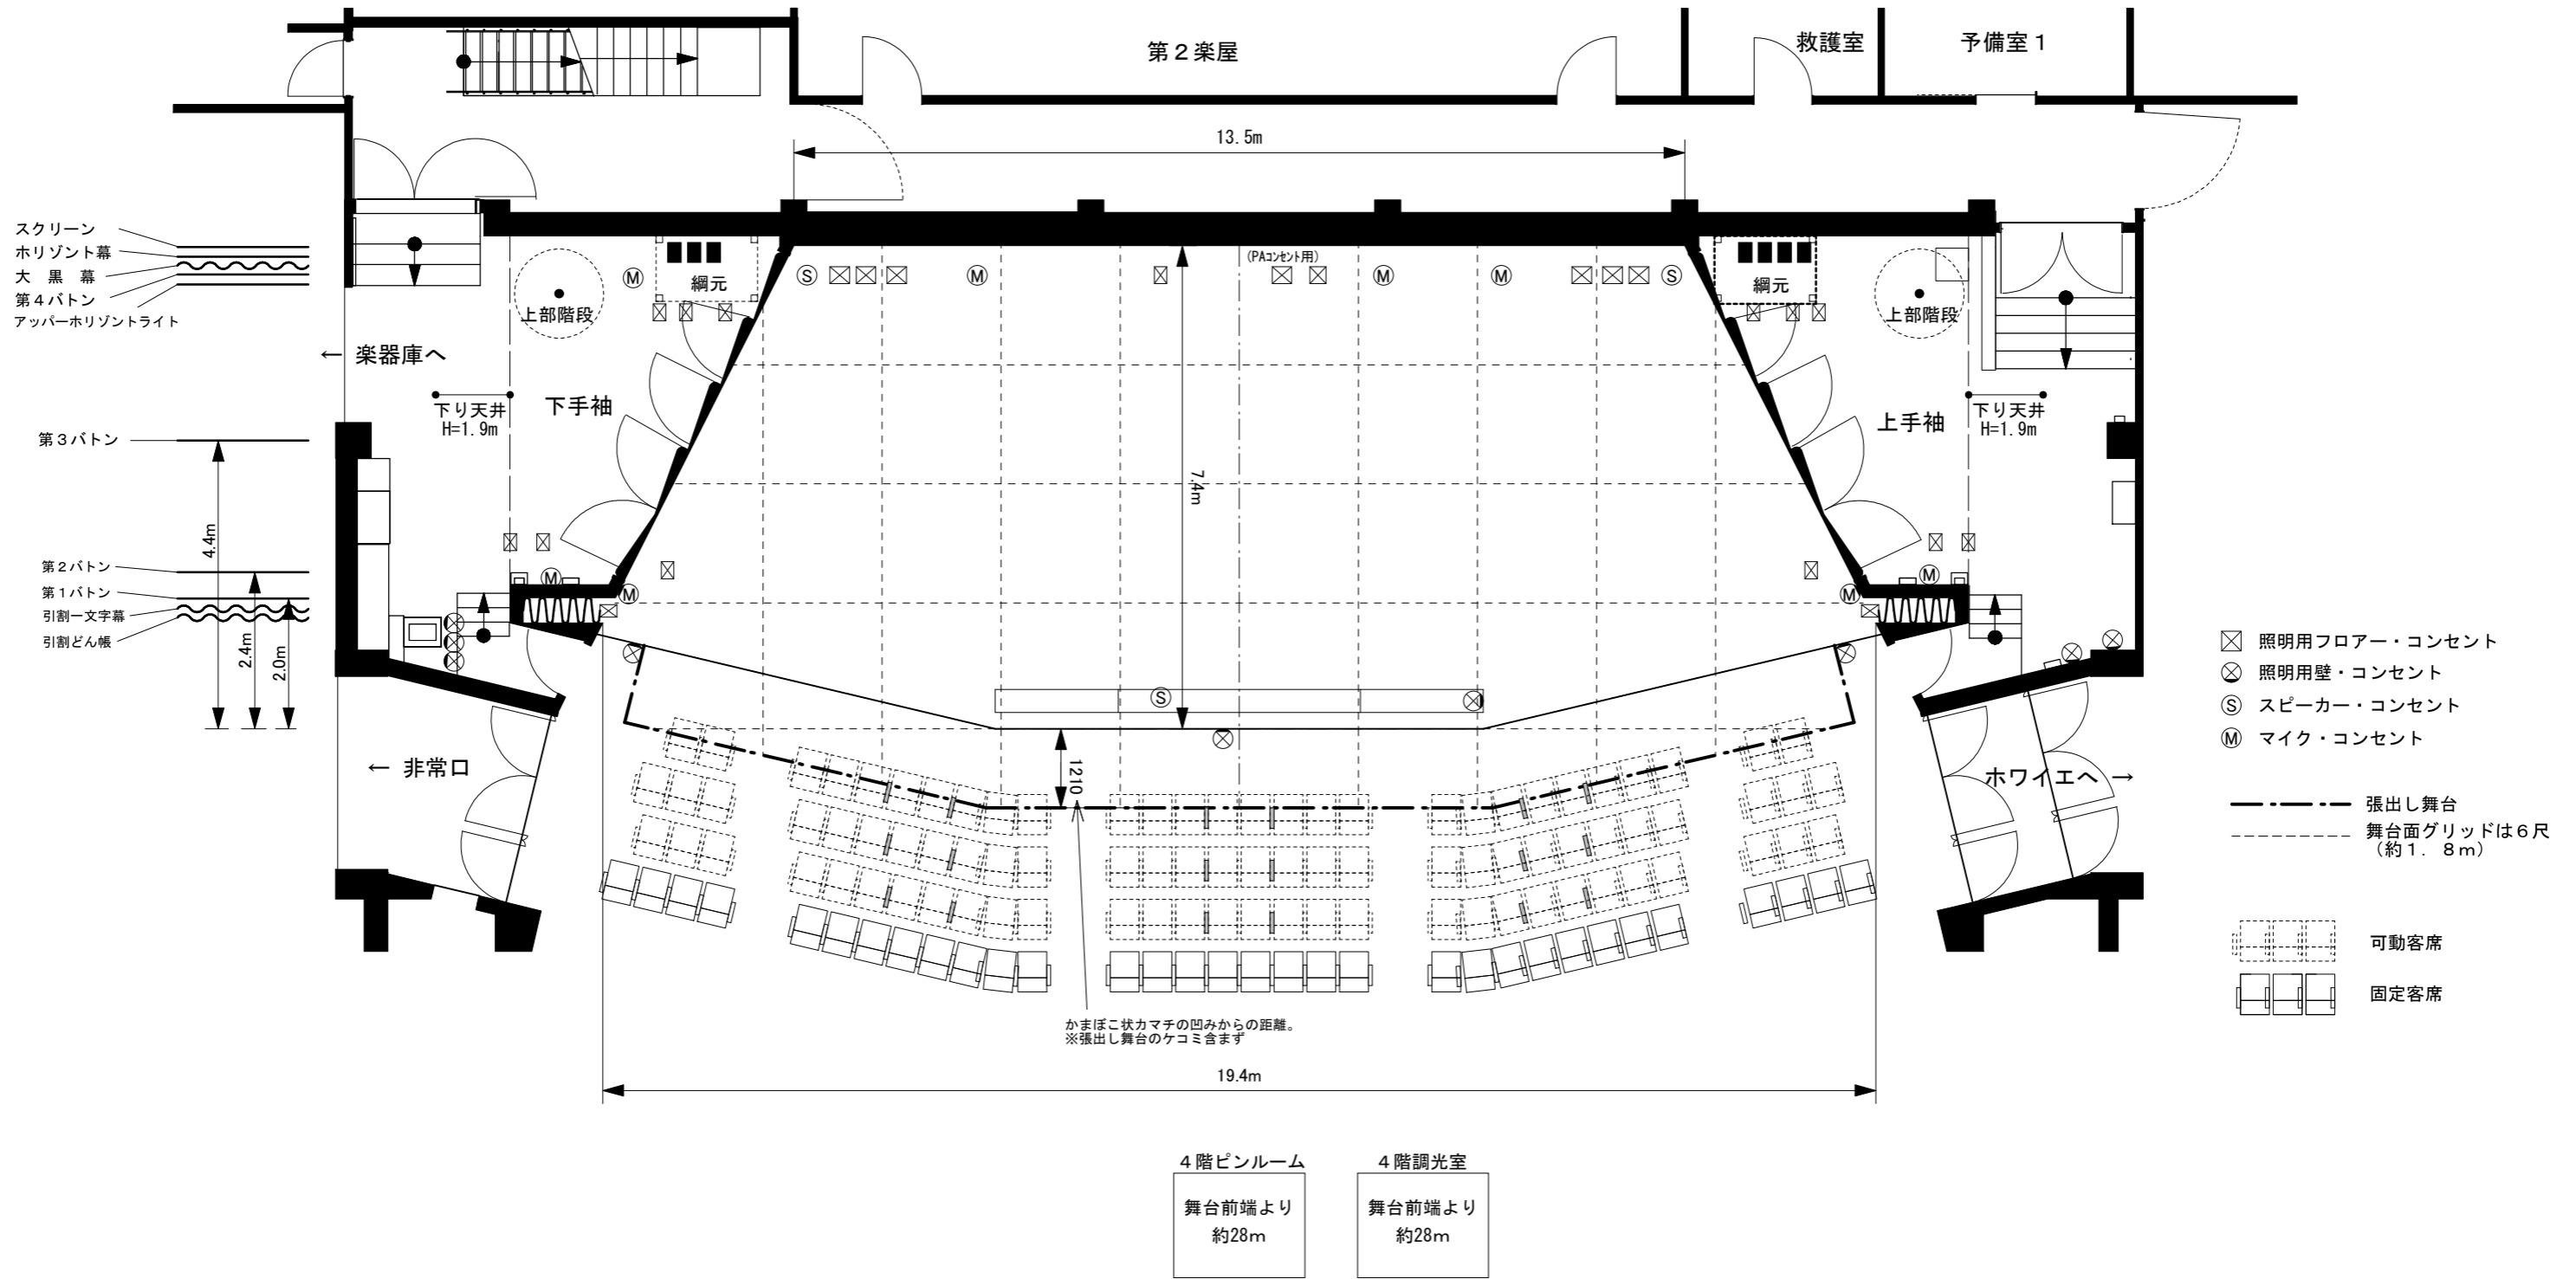 第２楽屋
救護室
予備室１
13.5m
スクリーン
ホリゾント幕
大　黒　幕
第４バトン
アッパーホリゾントライト
(PAコンセント用)
綱元
綱元
上部階段
上部階段
M
S
M
M
M
S
← 楽器庫へ
下手袖
上手袖
下り天井
H=1.9m
下り天井
H=1.9m
第３バトン
4.4m
7.4m
第２バトン
第１バトン
引割一文字幕
引割どん帳
2.4m
2.0m
M
M
M
M
S
1210
← 非常口
ホワイエへ →
照明用フロアー・コンセント
照明用壁・コンセント
S スピーカー・コンセント
M マイク・コンセント
張出し舞台
舞台面グリッドは６尺
（約１．８ｍ）
可動客席
固定客席
かまぼこ状カマチの凹みからの距離。
※張出し舞台のケコミ含まず
19.4m
４階ピンルーム
舞台前端より
約28ｍ
４階調光室
舞台前端より
約28ｍ